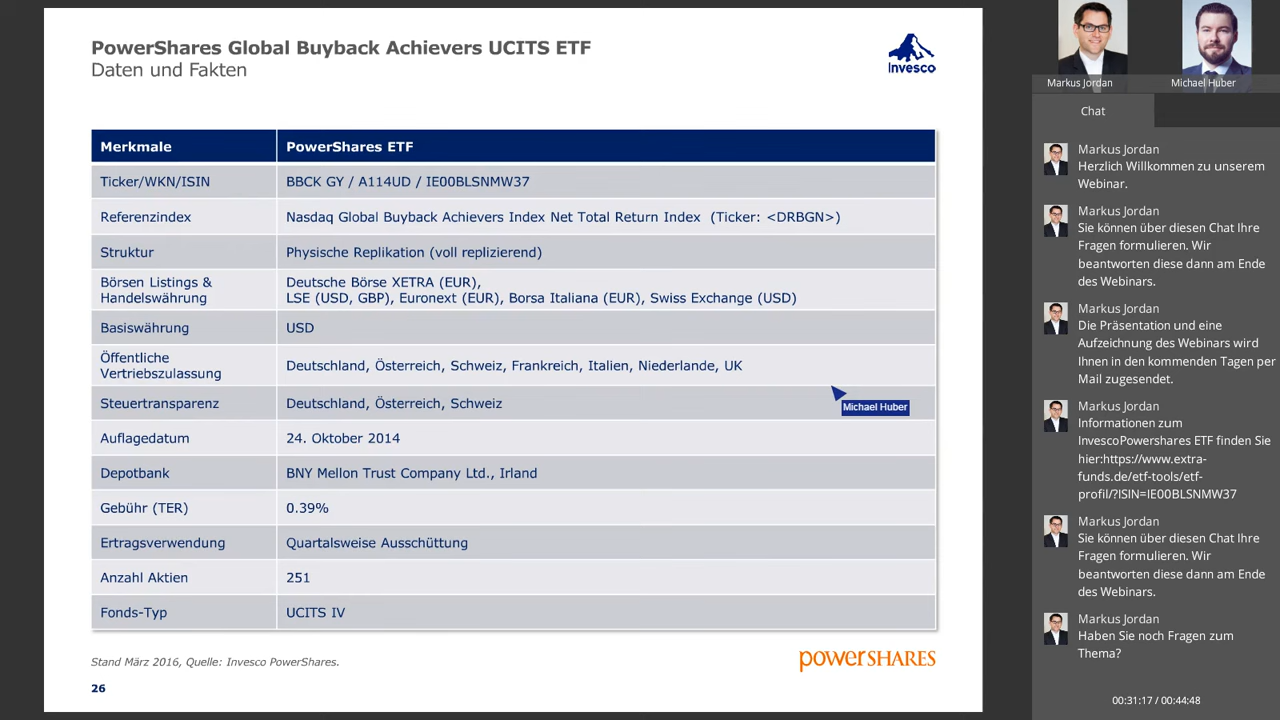 PowerShares Global Buyback Achievers UCITS ETF
Daten und Fakten
Invesco
Merkmale
PowerShares ETF
Ticker/WKN/ISIN
BBCK GY / A114UD / IE00BLSNMW37
Referenzindex
Nasdaq Global Buyback Achievers Index Net Total Return Index (Ticker: <DRBGN>)
Struktur
Physische Replikation (voll replizierend)
Börsen Listings &
Handelswährung
Deutsche Börse XETRA (EUR),
LSE (USD, GBP), Euronext (EUR), Borsa Italiana (EUR), Swiss Exchange (USD)
Basiswährung
USD
Öffentliche
Vertriebszulassung
Deutschland, Österreich, Schweiz, Frankreich, Italien, Niederlande, UK
Steuertransparenz
Deutschland, Österreich, Schweiz
Michael Huber
Auflagedatum
24. Oktober 2014
Depotbank
BNY Mellon Trust Company Ltd., Irland
Gebühr (TER)
0.39%
Ertragsverwendung
Quartalsweise Ausschüttung
Anzahl Aktien
251
Fonds-Typ
UCITS IV
Stand März 2016, Quelle: Invesco PowerShares.
powerSHARES
26
Markus Jordan
Michael Huber
Chat
Markus Jordan
Herzlich Willkommen zu unserem
Webinar.
Markus Jordan
Sie können über diesen Chat Ihre
Fragen formulieren. Wir
beantworten diese dann am Ende
des Webinars.
Markus Jordan
Die Präsentation und eine
Aufzeichnung des Webinars wird
Ihnen in den kommenden Tagen per
Mail zugesendet.
Markus Jordan
Informationen zum
InvescoPowershares ETF finden Sie
hier:https://www.extra-
funds.de/etf-tools/etf-
profil/?ISIN=IE00BLSNMW37
Markus Jordan
Sie können über diesen Chat Ihre
Fragen formulieren. Wir
beantworten diese dann am Ende
des Webinars.
Markus Jordan
Haben Sie noch Fragen zum
Thema?
00:31:17 / 00:44:48